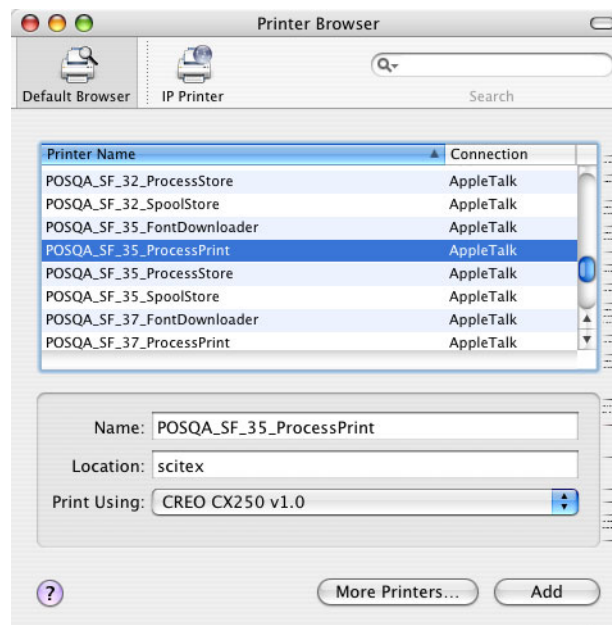 Printer Browser
Default Browser IP Printer Search
Printer Name Connection
POSQA_SF_32_ProcessStore AppleTalk
POSQA_SF_32_SpoolStore AppleTalk
POSQA_SF_35_FontDownloader AppleTalk
POSQA_SF_35_ProcessPrint AppleTalk
POSQA_SF_35_ProcessStore AppleTalk
POSQA_SF_35_SpoolStore AppleTalk
POSQA_SF_37_FontDownloader AppleTalk
POSQA_SF_37_ProcessPrint AppleTalk
Name: POSQA_SF_35_ProcessPrint
Location: scitex
Print Using: CREO CX250 v1.0
? More Printers... Add